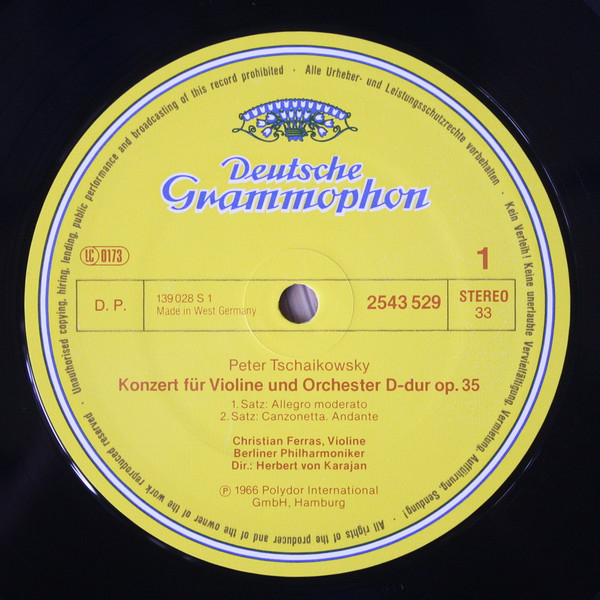 Unauthorised copying, hiring, lending, public performance and broadcasting of this record prohibited · Alle Urheber- und Leistungsschutzrechte vorbehalten · Kein Verleih! Keine unerlaubte Vervielfältigung, Vermietung, Aufführung, Sendung! · All rights of the producer and of the owner of the work reproduced reserved ·
Deutsche
Grammophon
LC 0173
1
D. P.
139 028 S 1
Made in West Germany
2543 529
STEREO
33
Peter Tschaikowsky
Konzert für Violine und Orchester D-dur op. 35
1. Satz: Allegro moderato
2. Satz: Canzonetta. Andante
Christian Ferras, Violine
Berliner Philharmoniker
Dir.: Herbert von Karajan
Ⓟ 1966 Polydor International
GmbH, Hamburg